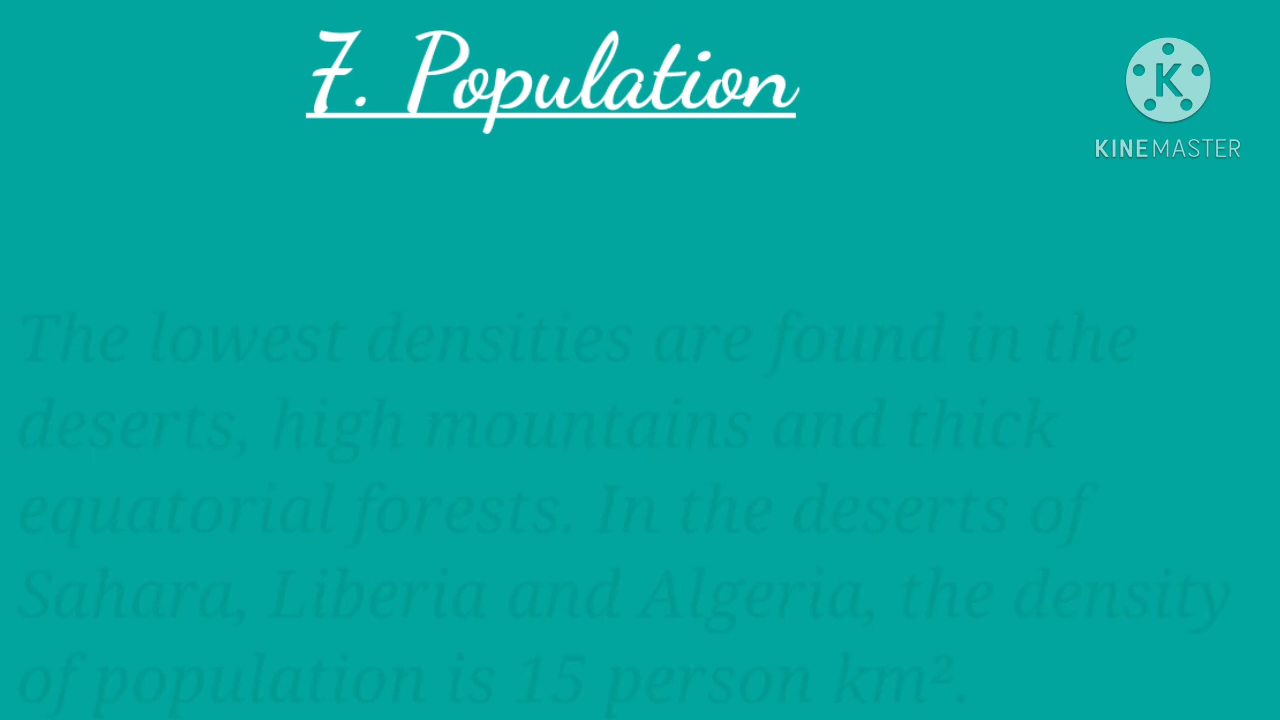 7. Population
KINEMASTER
The lowest densities are found in the
deserts, high mountains and thick
equatorial forests. In the deserts of
Sahara, Liberia and Algeria, the density
of population is 15 person km².